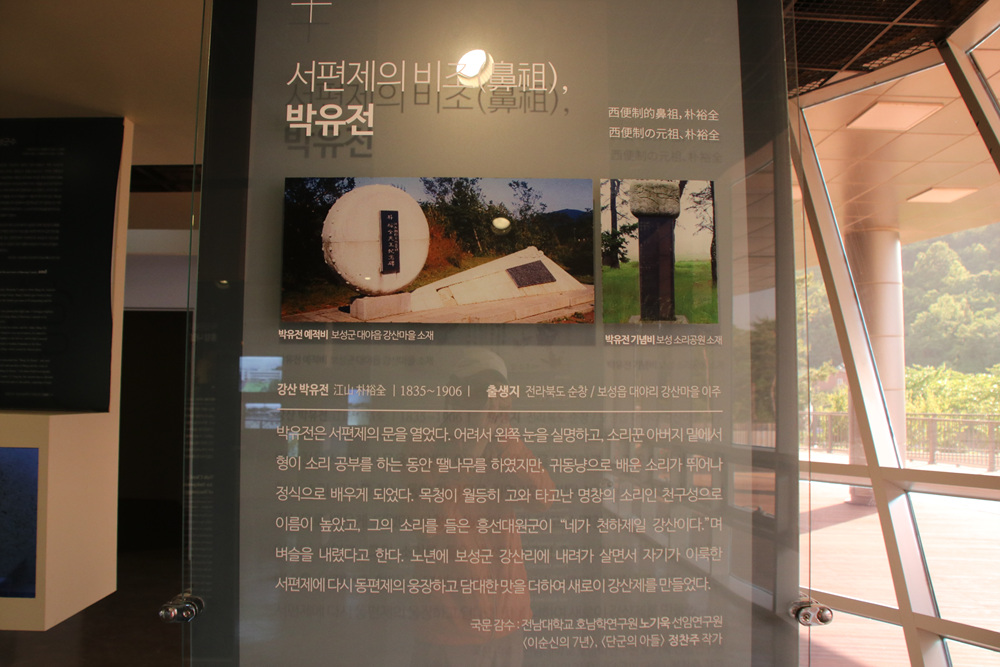 서편제의 비조(鼻祖),
박유전
西便制的鼻祖, 朴裕全
西便制の元祖、朴裕全
박유전 예적비 보성군 대야읍 강산마을 소재
박유전 기념비 보성 소리공원 소재
강산 박유전 江山 朴裕全 | 1835~1906 | 출생지 전라북도 순창 / 보성읍 대야리 강산마을 이주
박유전은 서편제의 문을 열었다. 어려서 왼쪽 눈을 실명하고, 소리꾼 아버지 밑에서
형이 소리 공부를 하는 동안 땔나무를 하였지만, 귀동냥으로 배운 소리가 뛰어나
정식으로 배우게 되었다. 목청이 월등히 고와 타고난 명창의 소리인 천구성으로
이름이 높았고, 그의 소리를 들은 흥선대원군이 “네가 천하제일 강산이다.”며
벼슬을 내렸다고 한다. 노년에 보성군 강산리에 내려가 살면서 자기가 이룩한
서편제에 다시 동편제의 웅장하고 담대한 맛을 더하여 새로이 강산제를 만들었다.
국문 감수 : 전남대학교 호남학연구원 노기욱 선임연구원
〈이순신의 7년〉, 〈단군의 아들〉 정찬주 작가